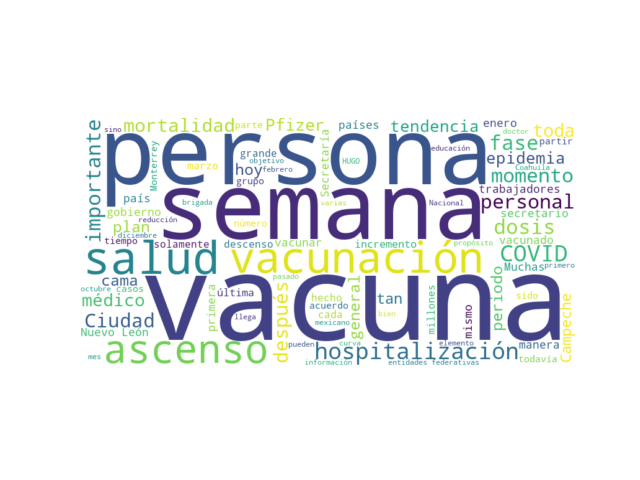 sino
mortalidad
parte
Pfizer
países
tendencia
enero
toda
importante
persona
Monterrey
Secretaría
educación
fase
doctor
partir
grande
objetivo
hoy
febrero
HUGO
epidemia
Coahuila
país
marzo
grupo
varias
semana
Nacional
trabajadores
personal
momento
brigada
gobierno
reducción
número
secretario
plan
dosis
diciembre
tiempo
solamente
descenso
vacunar
incremento
propósito
vacunado
salud
vacunación
COVID
Muchas
primero
cama
octubre
casos
pasado
médico
primera
última
vacuna
hecho
tan
general
millones
mismo
periodo
sido
Campeche
Ciudad
llega
después
mexicano
cada
bien
Nuevo León
ascenso
pueden
curva
elemento
manera
mes
hospitalización
información
entidades federativas
todavía